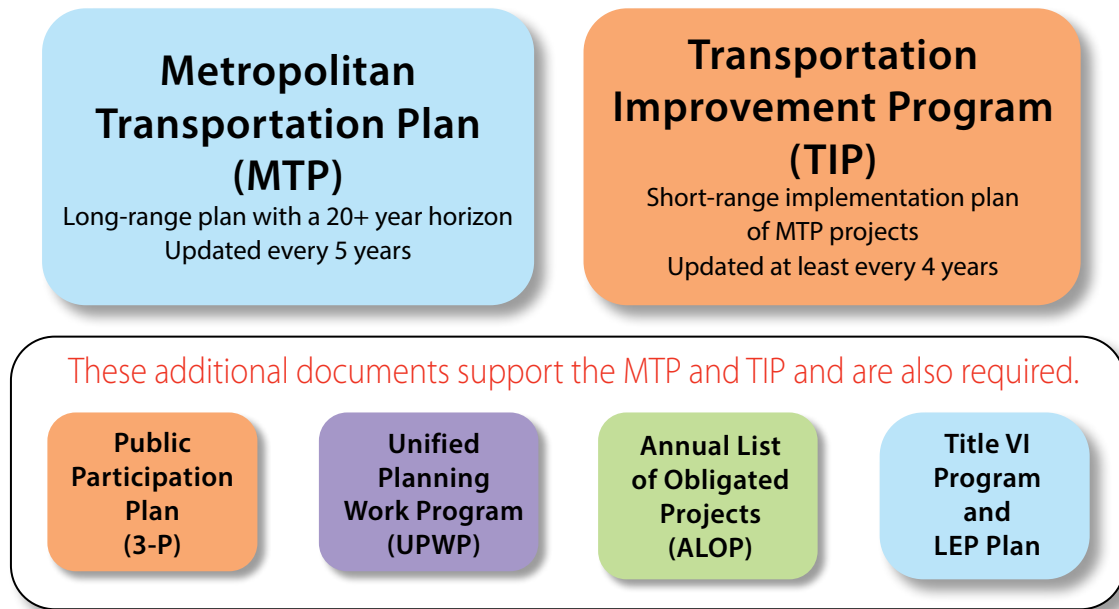 Metropolitan
Transportation Plan
(MTP)
Long-range plan with a 20+ year horizon
Updated every 5 years
Transportation
Improvement Program
(TIP)
Short-range implementation plan
of MTP projects
Updated at least every 4 years
These additional documents support the MTP and TIP and are also required.
Public
Participation
Plan
(3-P)
Unified
Planning
Work Program
(UPWP)
Annual List
of Obligated
Projects
(ALOP)
Title VI
Program
and
LEP Plan